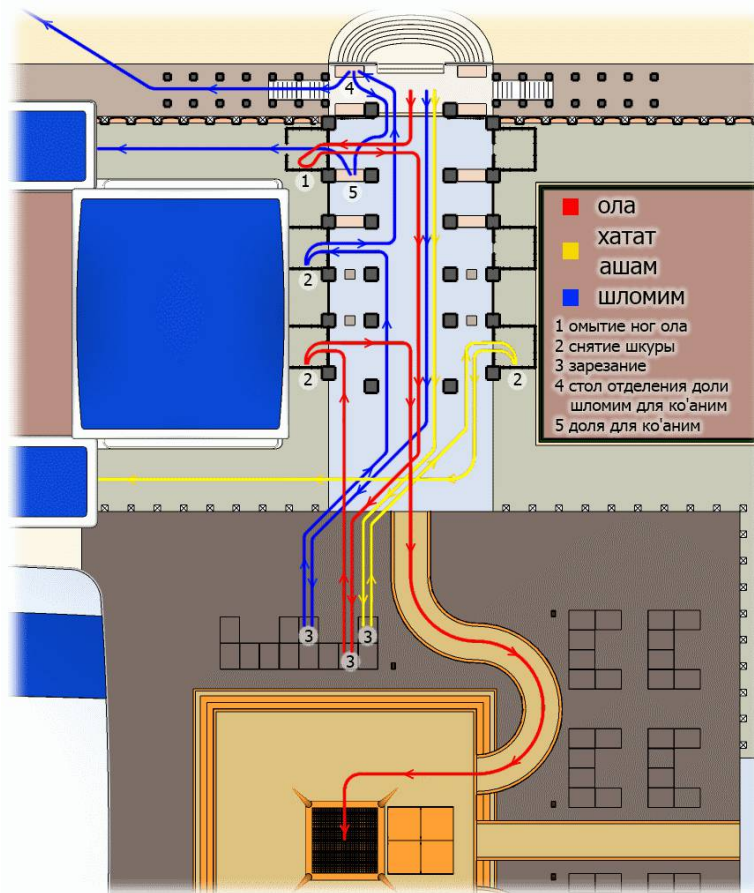 4
1
5
2
2
2
3
3
3
ола
хатат
ашам
шломим
1 омытие ног ола
2 снятие шкуры
3 зарезание
4 стол отделения доли
шломим для ко'аним
5 доля для ко'аним